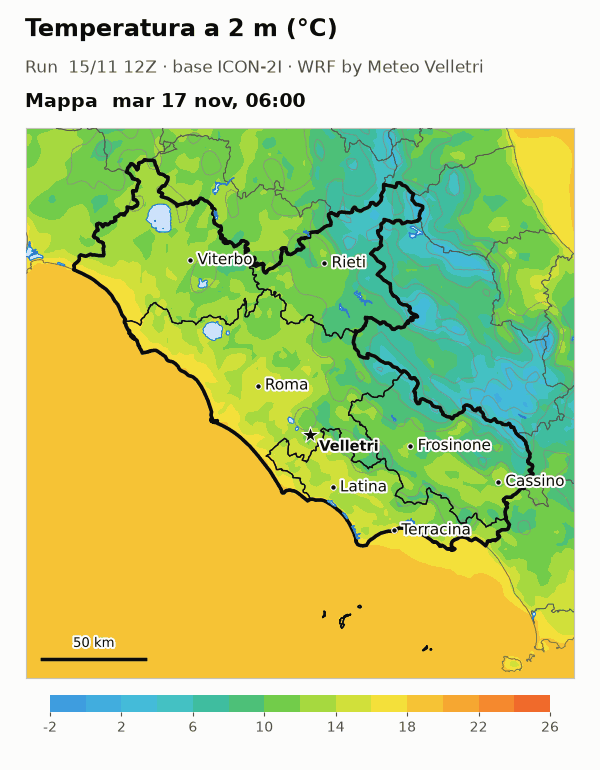 Temperatura a 2 m (°C)
Run  15/11 12Z · base ICON-2I · WRF by Meteo Velletri
Mappa  mar 17 nov, 06:00
Viterbo
Rieti
Roma
Velletri
Frosinone
Latina
Cassino
Terracina
50 km
-2 2 6 10 14 18 22 26